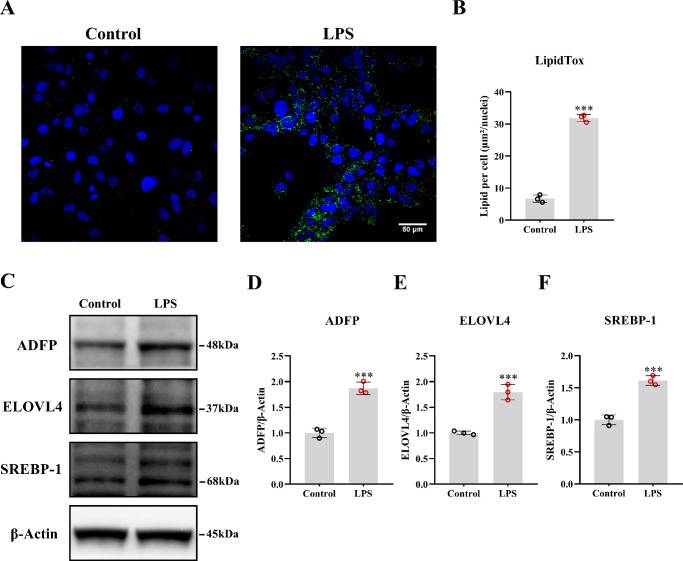 A
Control
LPS
50 µm
B
LipidTox
Lipid per cell (µm²/nuclei)
40
30
20
10
0
***
Control
LPS
C
Control
LPS
ADFP
48kDa
ELOVL4
37kDa
SREBP-1
68kDa
β-Actin
45kDa
D
ADFP
ADFP/β-Actin
2.5
2.0
1.5
1.0
0.5
0.0
***
Control
LPS
E
ELOVL4
ELOVL4/β-Actin
2.5
2.0
1.5
1.0
0.5
0.0
***
Control
LPS
F
SREBP-1
SREBP-1/β-Actin
2.0
1.5
1.0
0.5
0.0
***
Control
LPS